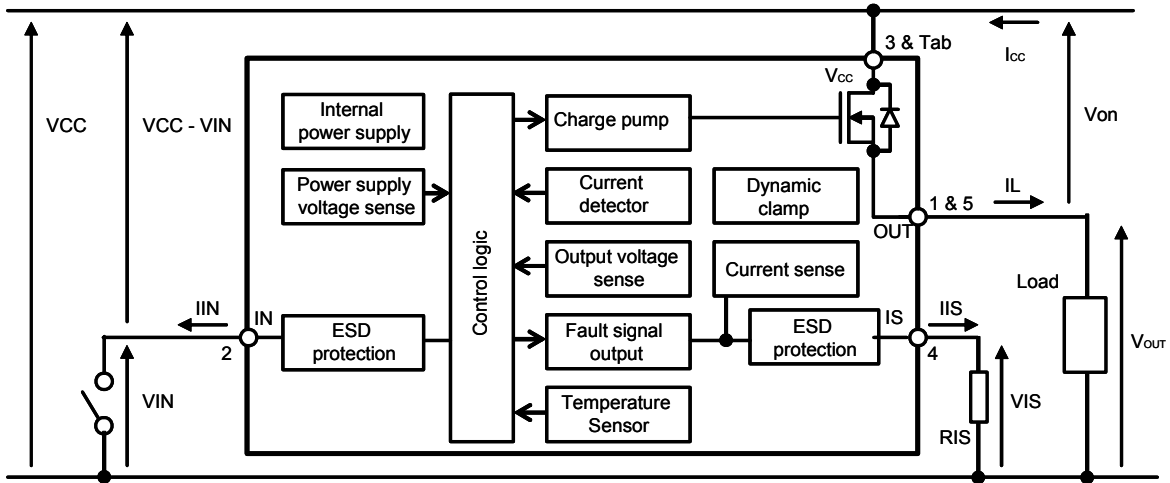 3 & Tab
Icc
Vcc
VCC
VCC - VIN
Internal
power supply
Charge pump
Von
Power supply
voltage sense
Current
detector
Dynamic
clamp
IL
1 & 5
OUT
Control logic
Output voltage
sense
Current sense
Load
IIN
IN
ESD
protection
Fault signal
output
ESD
protection
IS
IIS
2
4
VOUT
VIN
Temperature
Sensor
VIS
RIS